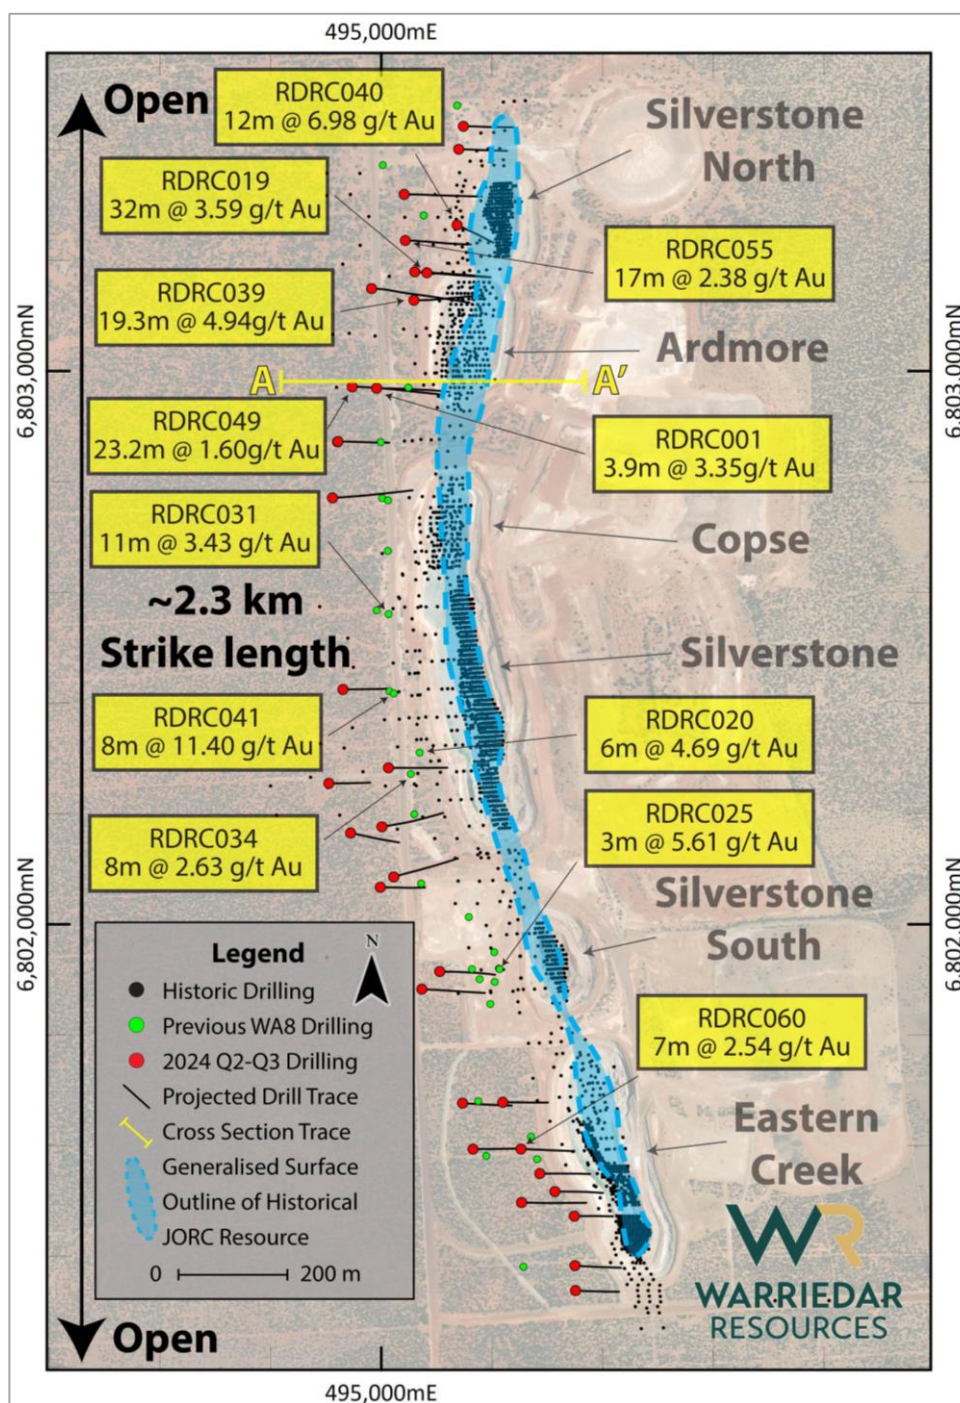 495,000mE
Open
RDRC040
12m @ 6.98 g/t Au
Silverstone
North
RDRC019
32m @ 3.59 g/t Au
RDRC055
17m @ 2.38 g/t Au
RDRC039
19.3m @ 4.94g/t Au
Ardmore
6,803,000mN
6,803,000mN
A
A'
RDRC049
23.2m @ 1.60g/t Au
RDRC001
3.9m @ 3.35g/t Au
RDRC031
11m @ 3.43 g/t Au
Copse
~2.3 km
Strike length
Silverstone
RDRC041
8m @ 11.40 g/t Au
RDRC020
6m @ 4.69 g/t Au
RDRC034
8m @ 2.63 g/t Au
RDRC025
3m @ 5.61 g/t Au
Silverstone
South
6,802,000mN
6,802,000mN
Legend
N
Historic Drilling
Previous WA8 Drilling
2024 Q2-Q3 Drilling
Projected Drill Trace
Cross Section Trace
Generalised Surface
Outline of Historical
JORC Resource
0 200 m
RDRC060
7m @ 2.54 g/t Au
Eastern
Creek
WR
WARRIEDAR
RESOURCES
Open
495,000mE